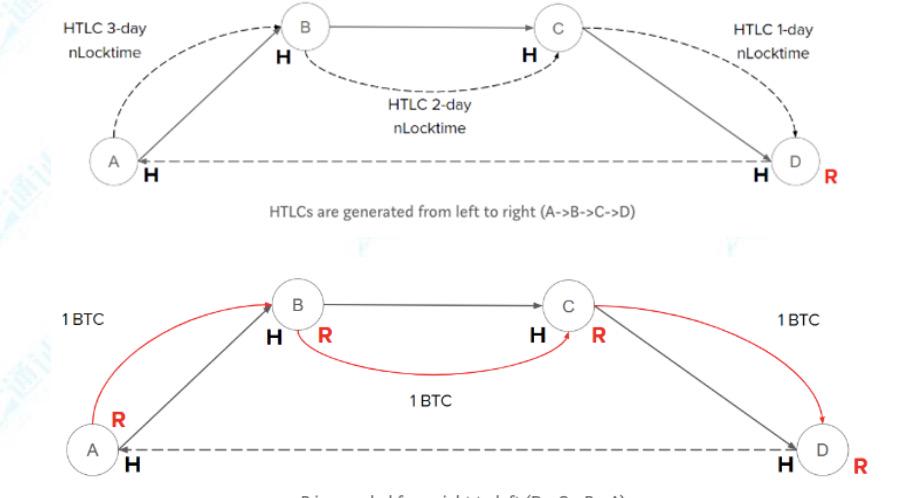 HTLC 3-day
nLocktime
B
C
HTLC 1-day
nLocktime
H
H
HTLC 2-day
nLocktime
A
D
H
H
R
HTLCs are generated from left to right (A->B->C->D)
1 BTC
B
C
1 BTC
H
R
H
R
1 BTC
R
A
D
H
H
R